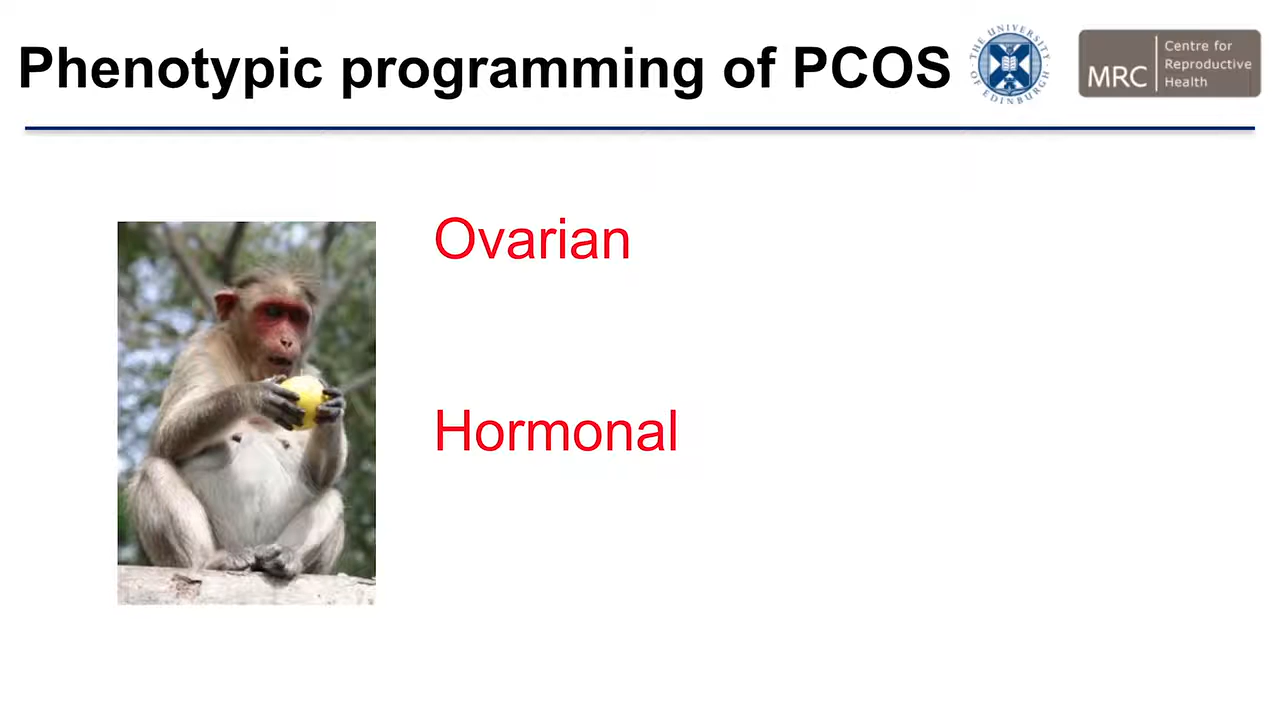 Phenotypic programming of PCOS
THE UNIVERSITY OF EDINBURGH
MRC
Centre for
Reproductive
Health
Ovarian
Hormonal